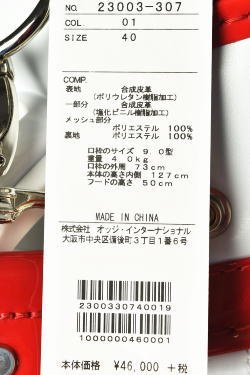 NO. 23003-307
COL 01
SIZE 40
COMP.
表地 合成皮革
(ポリウレタン樹脂加工)
一部分 合成皮革
(塩化ビニル樹脂加工)
メッシュ部分
ポリエステル 100%
裏地 ポリエステル 100%
口枠のサイズ 9.0型
重量 4.0kg
口枠の外周 73cm
本体の高さ内側 127cm
フードの高さ 50cm
MADE IN CHINA
株式会社 オッジ・インターナショナル
大阪市中央区備後町3丁目1番6号
2300330740019
1000000460001
本体価格 ¥46,000 +税